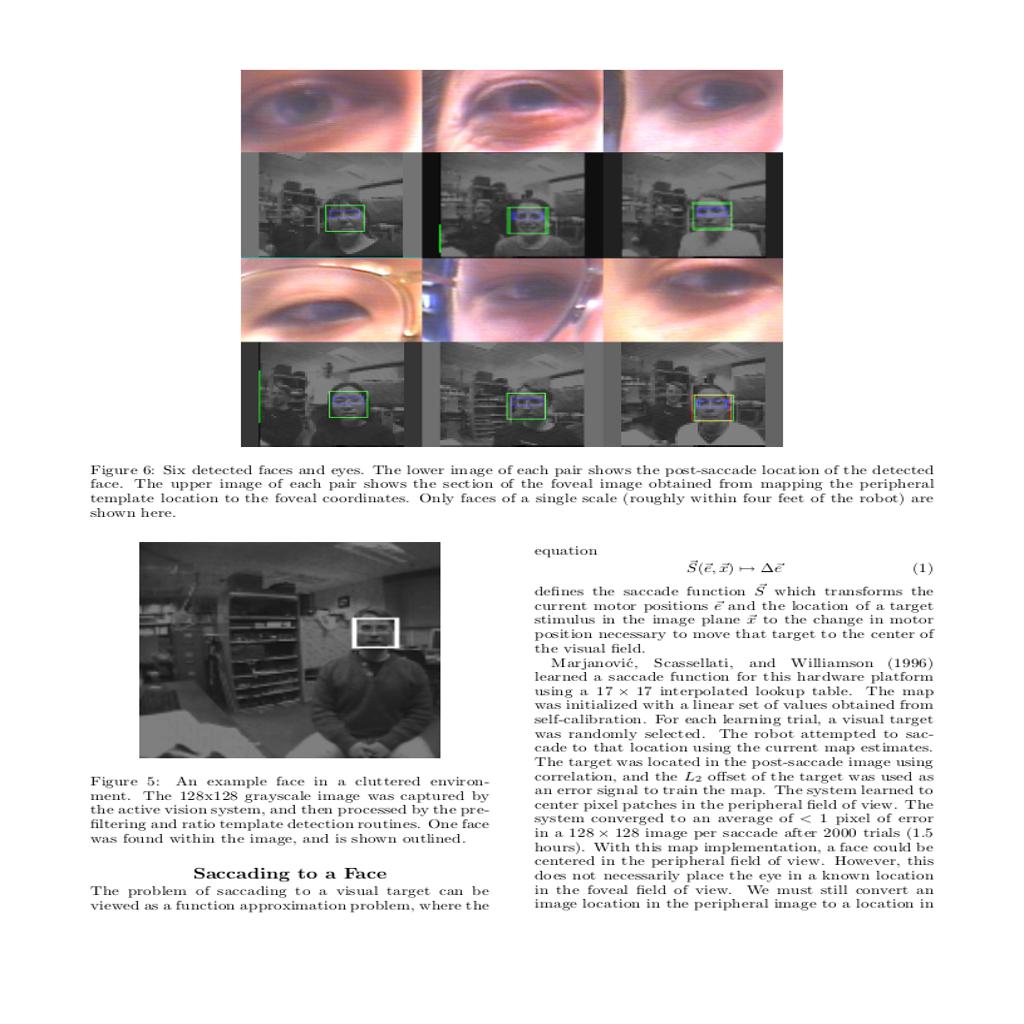 Figure 6: Six detected faces and eyes. The lower image of each pair shows the post-saccade location of the detected
face. The upper image of each pair shows the section of the foveal image obtained from mapping the peripheral
template location to the foveal coordinates. Only faces of a single scale (roughly within four feet of the robot) are
shown here.
Figure 5: An example face in a cluttered environ-
ment. The 128x128 grayscale image was captured by
the active vision system, and then processed by the pre-
filtering and ratio template detection routines. One face
was found within the image, and is shown outlined.
Saccading to a Face
The problem of saccading to a visual target can be
viewed as a function approximation problem, where the
equation
S⃗(e⃗, x⃗) ↦ Δe⃗ (1)
defines the saccade function S⃗ which transforms the
current motor positions e⃗ and the location of a target
stimulus in the image plane x⃗ to the change in motor
position necessary to move that target to the center of
the visual field.
Marjanović, Scassellati, and Williamson (1996)
learned a saccade function for this hardware platform
using a 17 × 17 interpolated lookup table. The map
was initialized with a linear set of values obtained from
self-calibration. For each learning trial, a visual target
was randomly selected. The robot attempted to sac-
cade to that location using the current map estimates.
The target was located in the post-saccade image using
correlation, and the L₂ offset of the target was used as
an error signal to train the map. The system learned to
center pixel patches in the peripheral field of view. The
system converged to an average of < 1 pixel of error
in a 128 × 128 image per saccade after 2000 trials (1.5
hours). With this map implementation, a face could be
centered in the peripheral field of view. However, this
does not necessarily place the eye in a known location
in the foveal field of view. We must still convert an
image location in the peripheral image to a location in